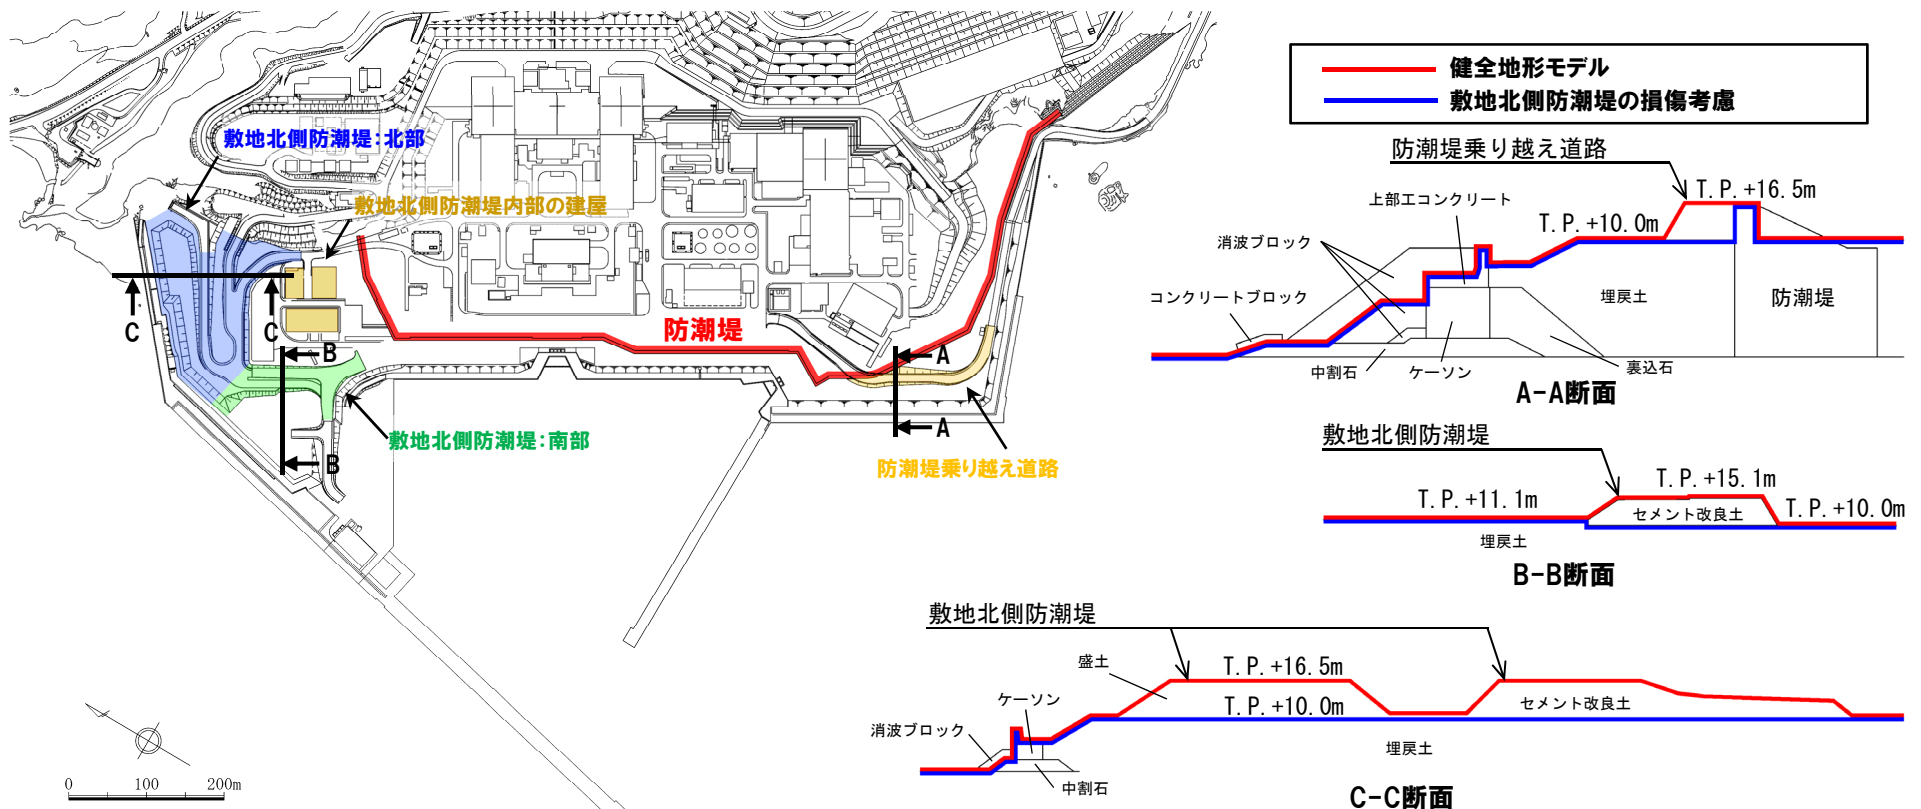 健全地形モデル
敷地北側防潮堤の損傷考慮
敷地北側防潮堤:北部
敷地北側防潮堤内部の建屋
防潮堤
敷地北側防潮堤:南部
防潮堤乗り越え道路
C
C
B
B
A
A
0 100 200m
防潮堤乗り越え道路
T.P.+16.5m
上部工コンクリート
T.P.+10.0m
消波ブロック
コンクリートブロック
埋戻土
防潮堤
中割石
ケーソン
裏込石
A-A断面
敷地北側防潮堤
T.P.+15.1m
T.P.+11.1m
セメント改良土
T.P.+10.0m
埋戻土
B-B断面
敷地北側防潮堤
盛土
T.P.+16.5m
ケーソン
T.P.+10.0m
セメント改良土
消波ブロック
埋戻土
中割石
C-C断面